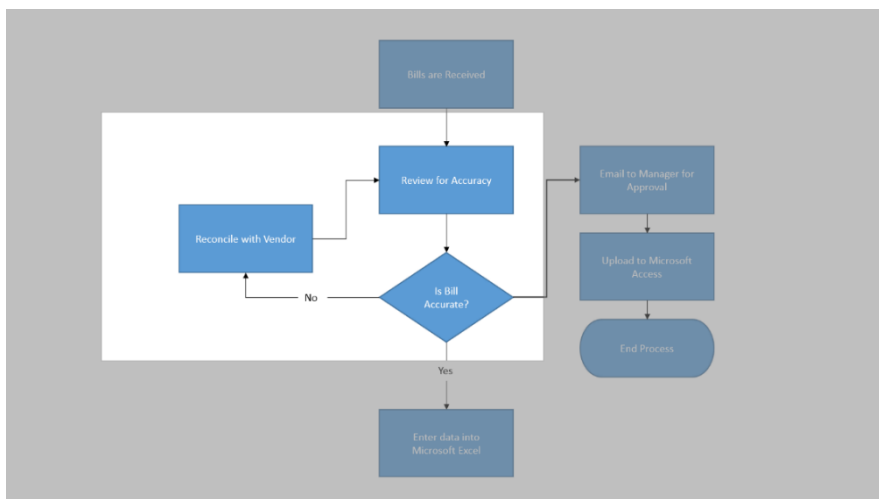 Bills are Received
Review for Accuracy
Email to Manager for
Approval
Reconcile with Vendor
Upload to Microsoft
Access
Is Bill
Accurate?
No
End Process
Yes
Enter data into
Microsoft Excel